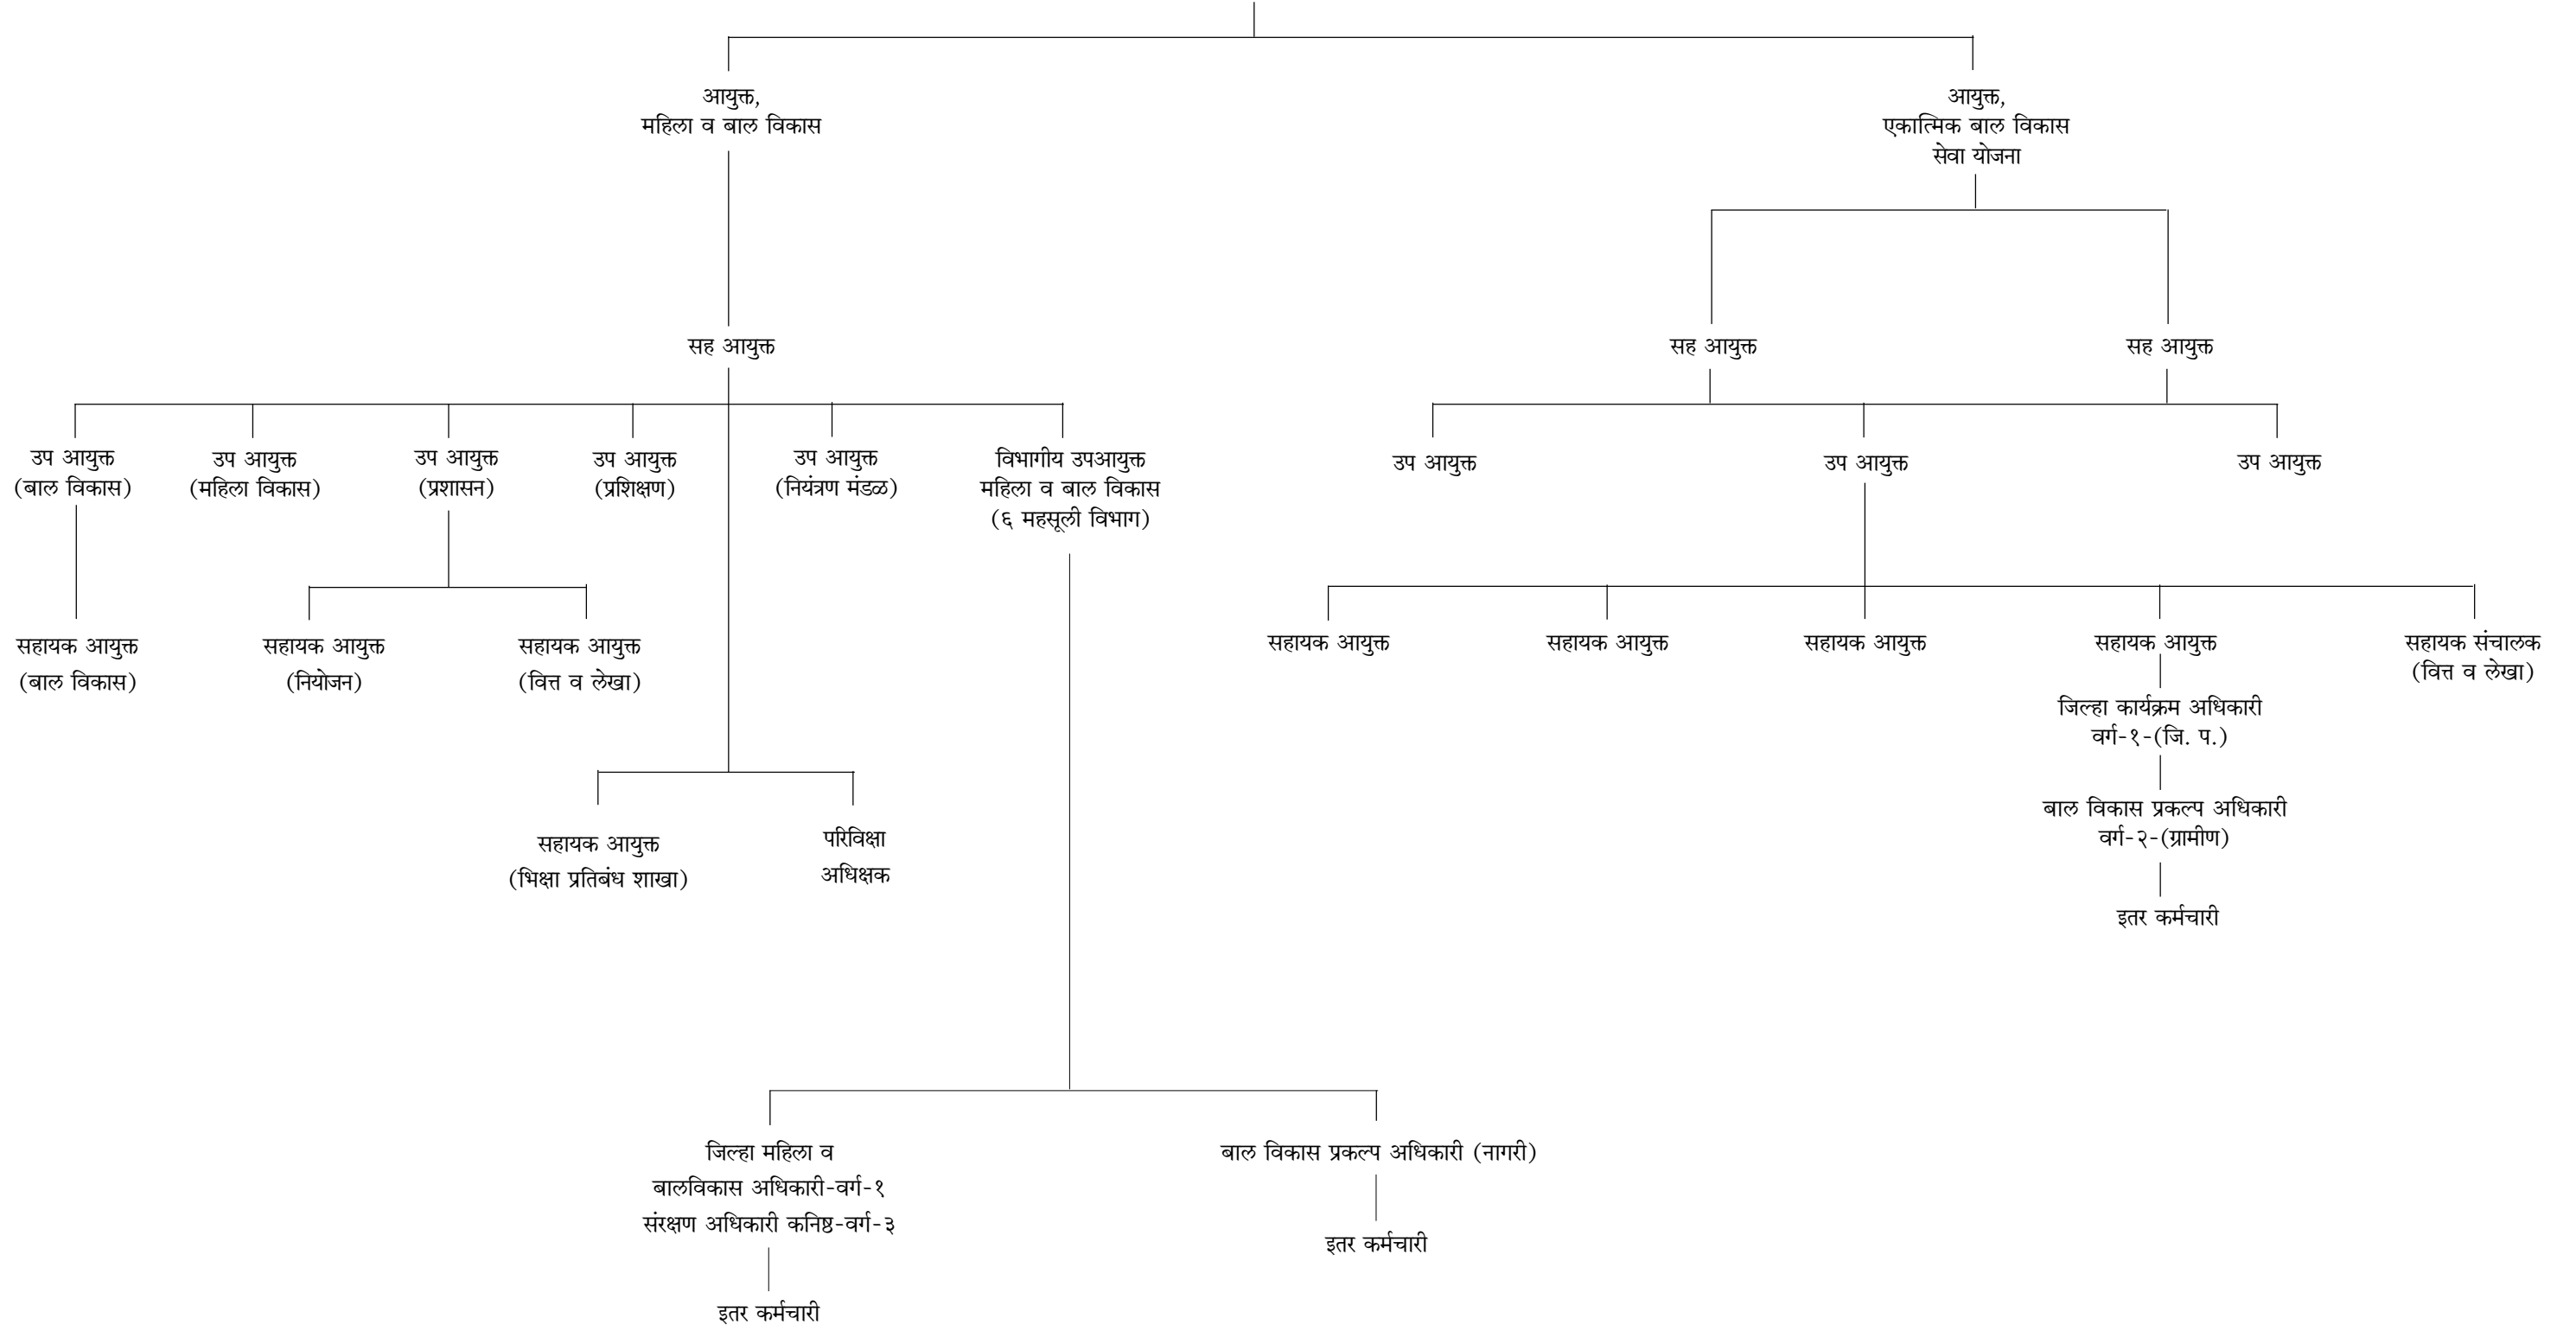 आयुक्त,
महिला व बाल विकास
आयुक्त,
एकात्मिक बाल विकास
सेवा योजना
सह आयुक्त
सह आयुक्त
सह आयुक्त
उप आयुक्त
(बाल विकास)
उप आयुक्त
(महिला विकास)
उप आयुक्त
(प्रशासन)
उप आयुक्त
(प्रशिक्षण)
उप आयुक्त
(नियंत्रण मंडळ)
विभागीय उपआयुक्त
महिला व बाल विकास
(६ महसूली विभाग)
उप आयुक्त
उप आयुक्त
उप आयुक्त
सहायक आयुक्त
(बाल विकास)
सहायक आयुक्त
(नियोजन)
सहायक आयुक्त
(वित्त व लेखा)
सहायक आयुक्त
सहायक आयुक्त
सहायक आयुक्त
सहायक आयुक्त
सहायक संचालक
(वित्त व लेखा)
जिल्हा कार्यक्रम अधिकारी
वर्ग-१-(जि. प.)
बाल विकास प्रकल्प अधिकारी
वर्ग-२-(ग्रामीण)
इतर कर्मचारी
सहायक आयुक्त
(भिक्षा प्रतिबंध शाखा)
परिविक्षा
अधिक्षक
जिल्हा महिला व
बालविकास अधिकारी-वर्ग-१
संरक्षण अधिकारी कनिष्ठ-वर्ग-३
इतर कर्मचारी
बाल विकास प्रकल्प अधिकारी (नागरी)
इतर कर्मचारी